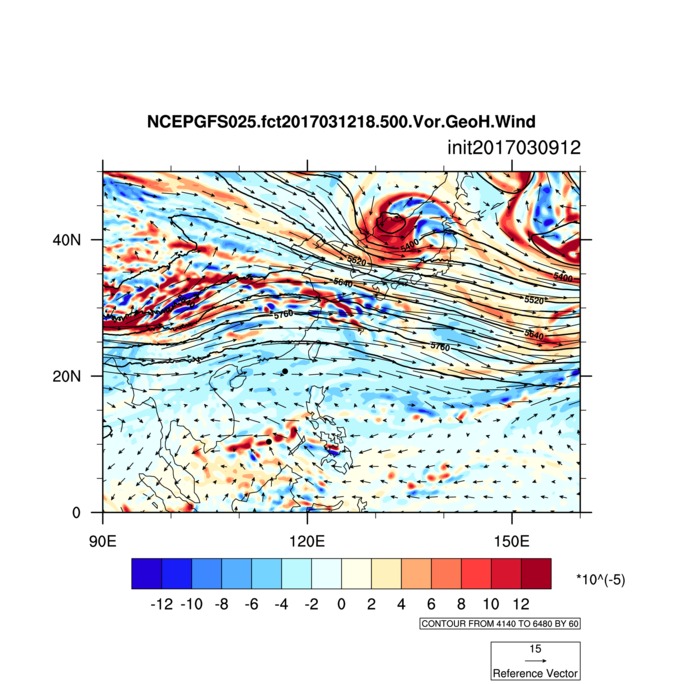 NCEPGFS025.fct2017031218.500.Vor.GeoH.Wind
init2017030912
40N
20N
0
5400
5520
5640
5760
5400
5520
5640
5760
90E
120E
150E
-12 -10 -8 -6 -4 -2 0 2 4 6 8 10 12
*10^(-5)
CONTOUR FROM 4140 TO 6480 BY 60
15
Reference Vector